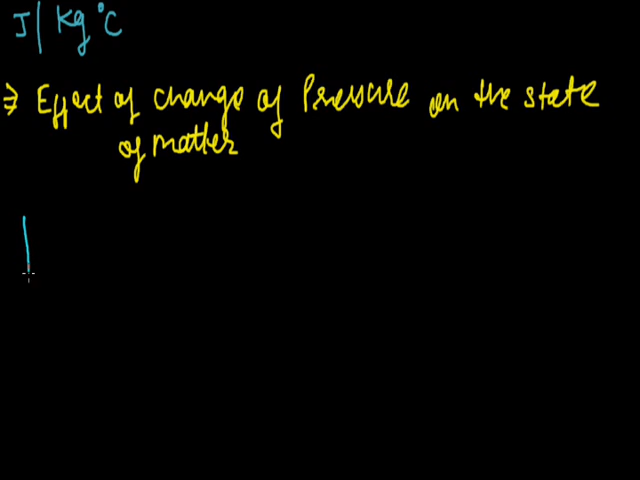 J/kg°C
⇒ Effect of change of Pressure on the state
of matter